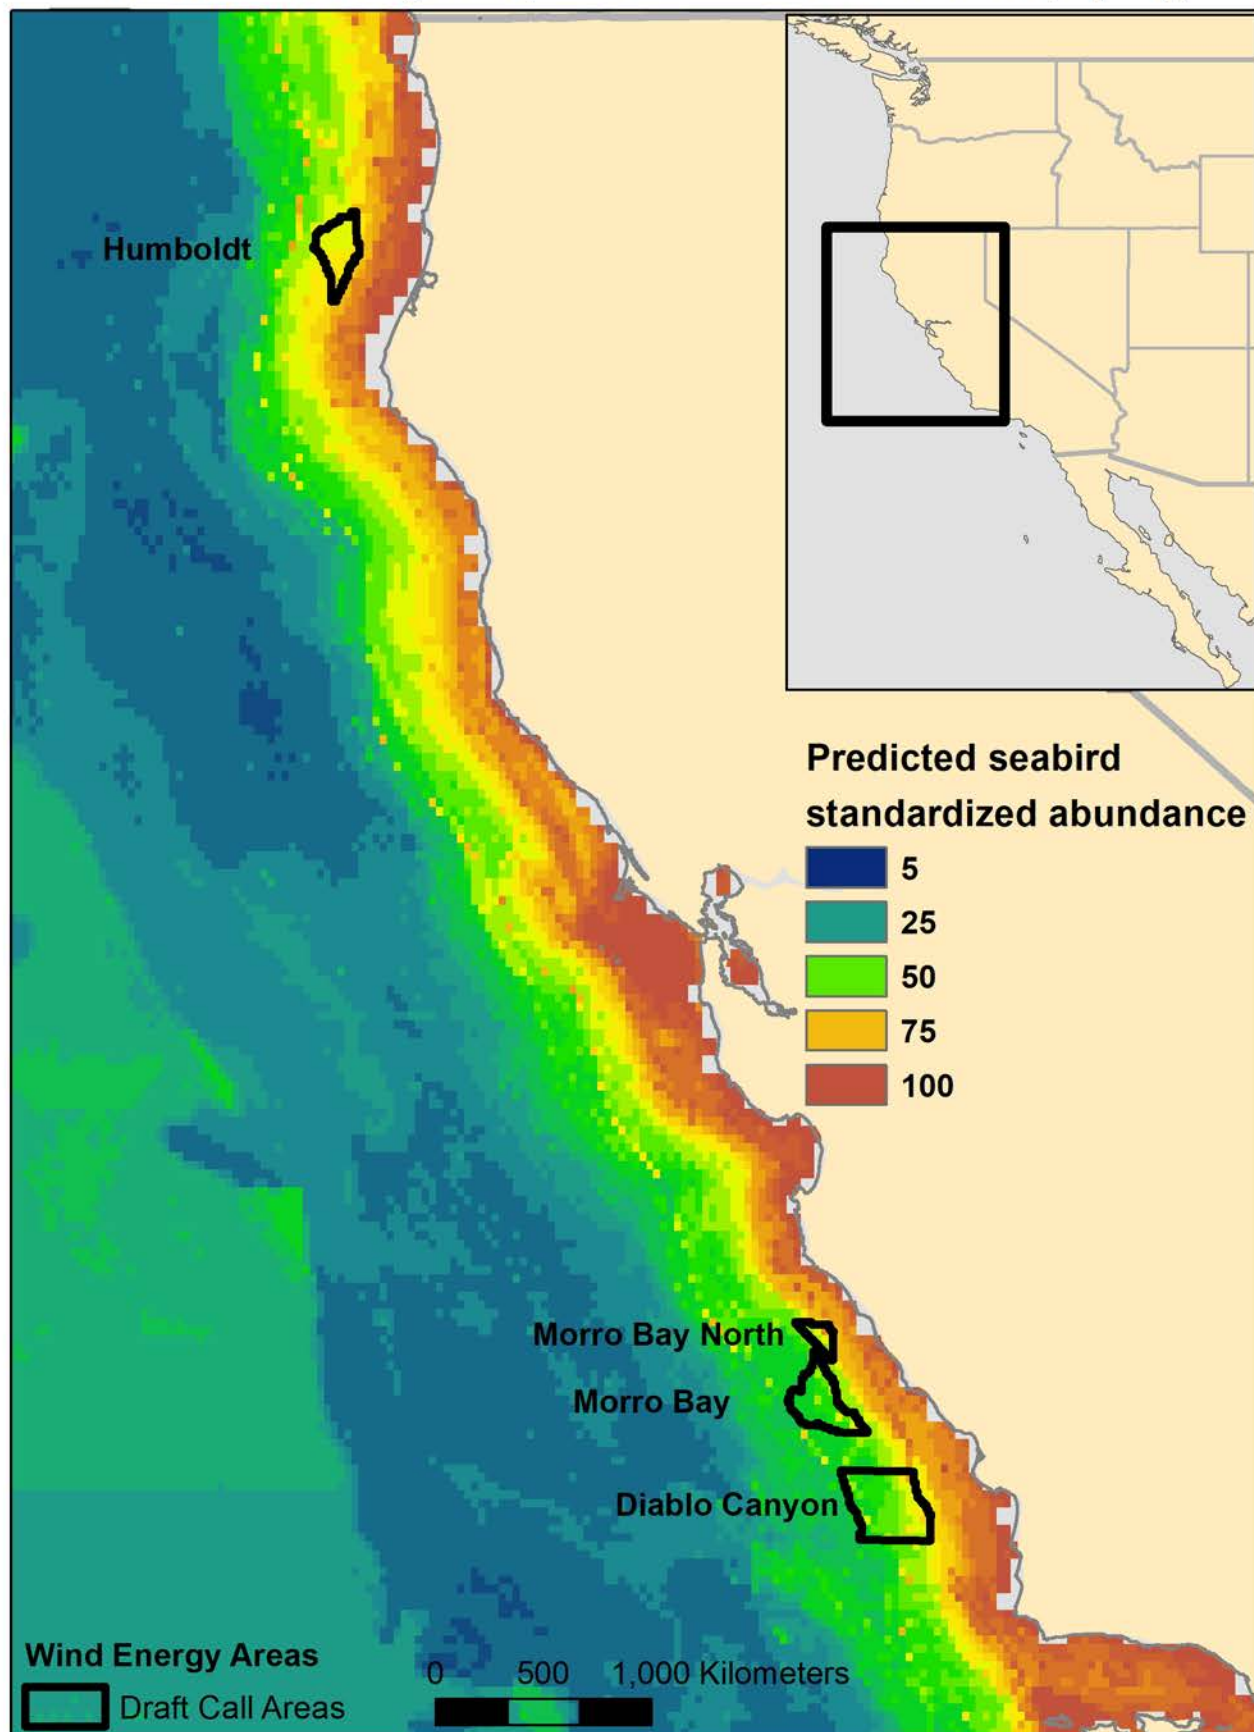 Humboldt
Predicted seabird
standardized abundance
5
25
50
75
100
Morro Bay North
Morro Bay
Diablo Canyon
Wind Energy Areas
Draft Call Areas
0 500 1,000 Kilometers